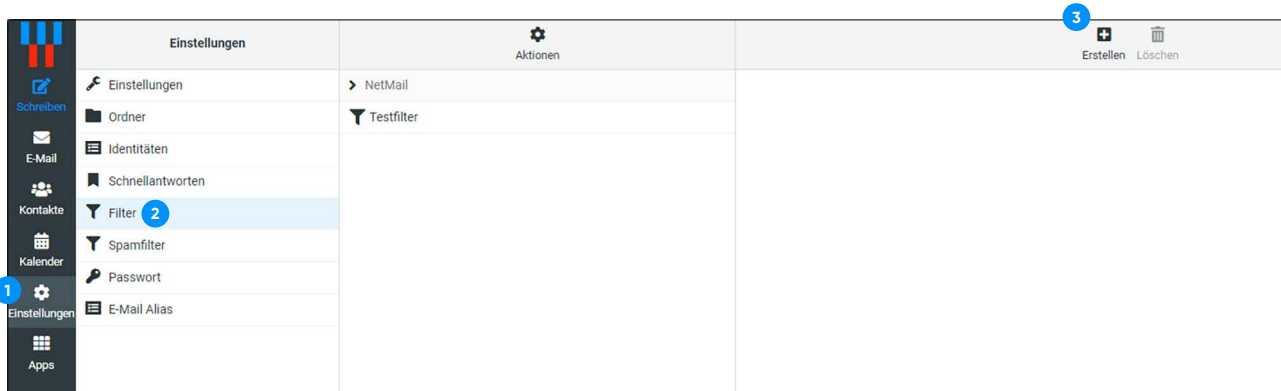 3
Einstellungen
Aktionen
Erstellen
Löschen
Schreiben
E-Mail
Kontakte
Kalender
1
Einstellungen
Apps
Einstellungen
Ordner
Identitäten
Schnellantworten
Filter 2
Spamfilter
Passwort
E-Mail Alias
NetMail
Testfilter